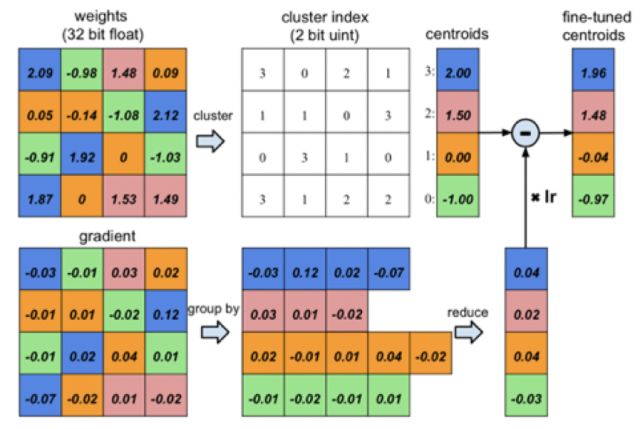 weights
(32 bit float)
cluster index
(2 bit uint)
centroids
fine-tuned
centroids
2.09 -0.98 1.48 0.09
3 0 2 1
3: 2.00
1.96
0.05 -0.14 -1.08 2.12
cluster
1 1 0 3
2: 1.50
1.48
-0.91 1.92 0 -1.03
0 3 1 0
1: 0.00
-0.04
1.87 0 1.53 1.49
3 1 2 2
0: -1.00
-0.97
× lr
gradient
-0.03 -0.01 0.03 0.02
-0.03 0.12 0.02 -0.07
0.04
-0.01 0.01 -0.02 0.12
group by
0.03 0.01 -0.02
reduce
0.02
-0.01 0.02 0.04 0.01
0.02 -0.01 0.01 0.04 -0.02
0.04
-0.07 -0.02 0.01 -0.02
-0.01 -0.02 -0.01 0.01
-0.03